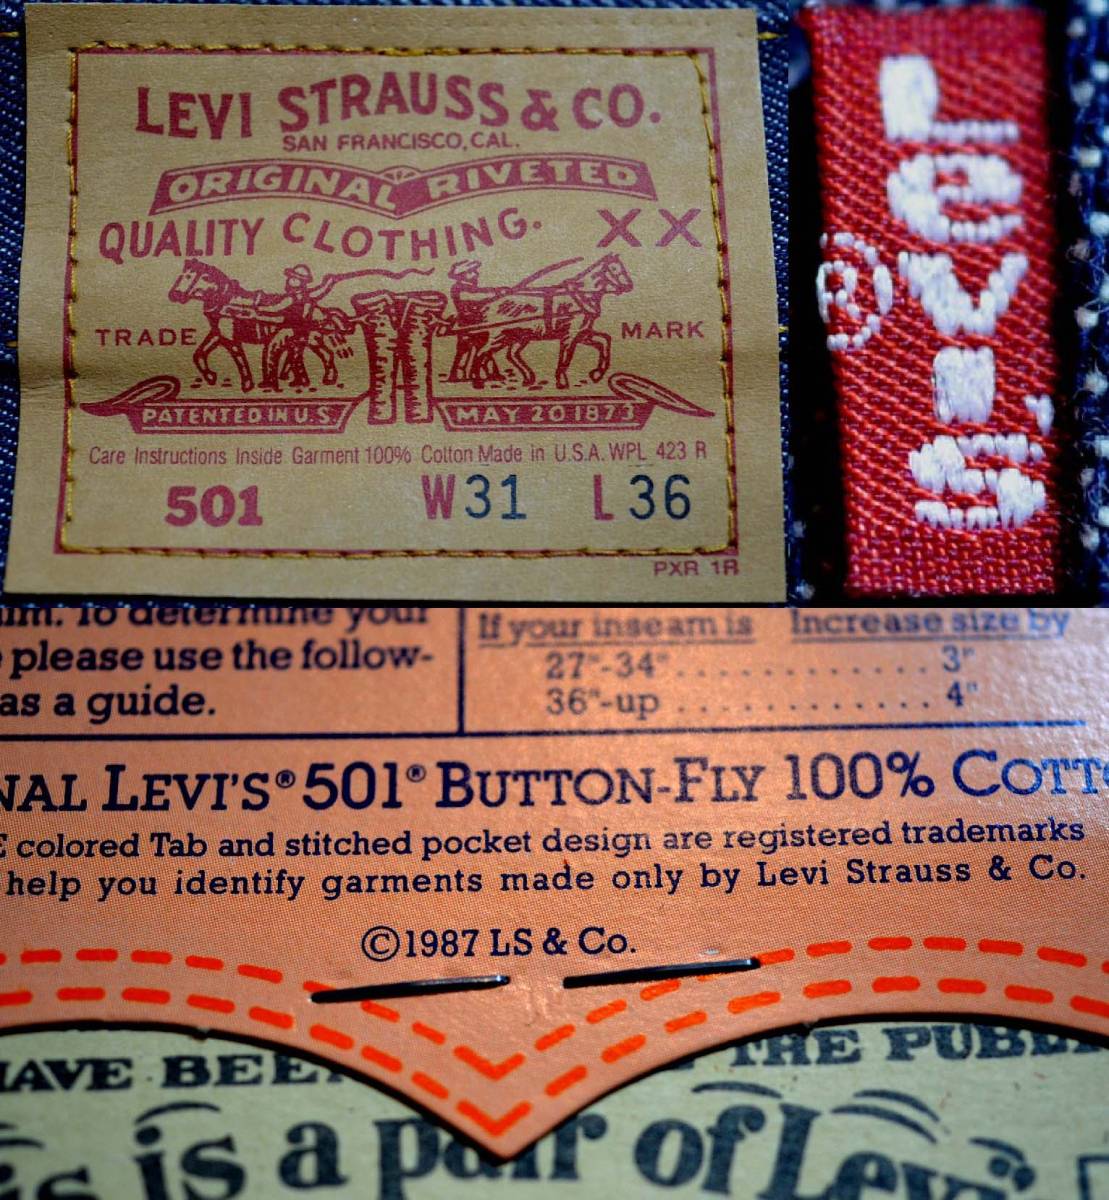 LEVI STRAUSS & CO.
SAN FRANCISCO, CAL.
ORIGINAL RIVETED
QUALITY CLOTHING. XX
TRADE MARK
PATENTED IN U.S. MAY 20 1873
Care Instructions Inside Garment 100% Cotton Made in U.S.A. WPL 423 R
501 W31 L36
PXR 1R
Levi's
®
To determine your
please use the follow-
as a guide.
If your inseam is Increase size by
27"-34" .............. 3"
36"-up .............. 4"
LEVI'S® 501® BUTTON-FLY 100%
colored Tab and stitched pocket design are registered trademarks
help you identify garments made only by Levi Strauss & Co.
©1987 LS & Co.
THE
is a pair of